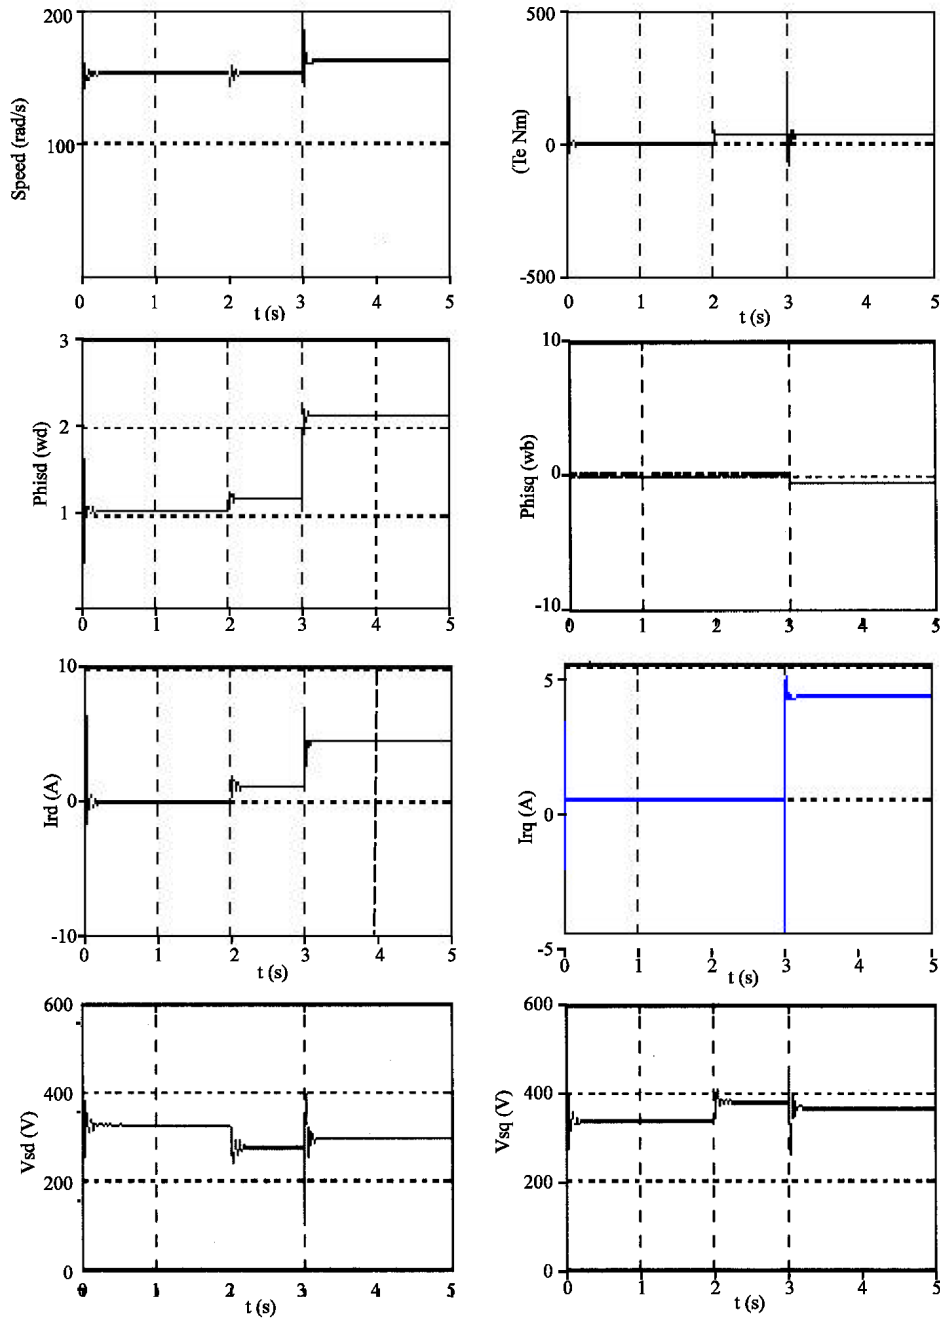 200
100
Speed (rad/s)
0 1 2 3 4 5
t (s)
500
0
-500
(Te Nm)
0 1 2 3 4 5
t (s)
3
2
1
Phisd (wd)
0 1 2 3 4 5
10
0
-10
Phisq (wb)
0 1 2 3 4 5
10
0
-10
Ird (A)
0 1 2 3 4 5
t (s)
5
0
-5
Irq (A)
0 1 2 3 4 5
t (s)
600
400
200
0
Vsd (V)
0 1 2 3 4 5
t (s)
600
400
200
0
Vsq (V)
0 1 2 3 4 5
t (s)